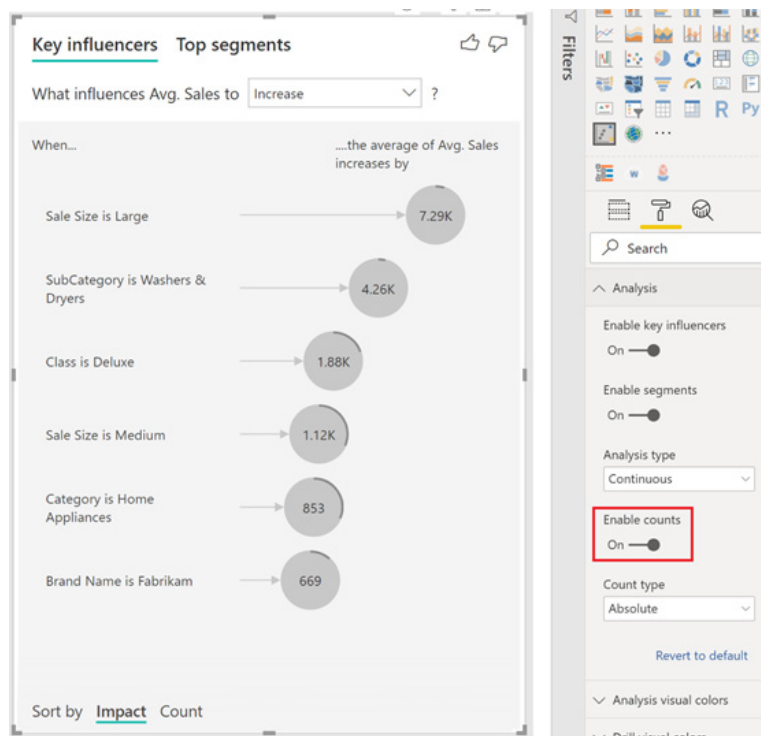 Key influencers Top segments
What influences Avg. Sales to Increase ?
When...
....the average of Avg. Sales
increases by
Sale Size is Large
7.29K
SubCategory is Washers &
Dryers
4.26K
Class is Deluxe
1.88K
Sale Size is Medium
1.12K
Category is Home
Appliances
853
Brand Name is Fabrikam
669
Sort by Impact Count
Filters
R Py
...
Search
Analysis
Enable key influencers
On
Enable segments
On
Analysis type
Continuous
Enable counts
On
Count type
Absolute
Revert to default
Analysis visual colors
Drill visual colors